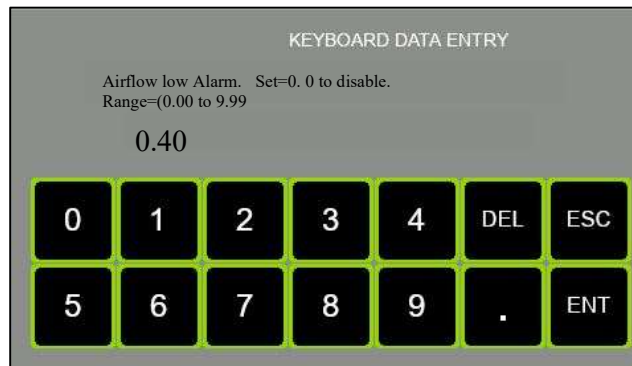 KEYBOARD DATA ENTRY
Airflow low Alarm. Set=0. 0 to disable.
Range=(0.00 to 9.99
0.40
0 1 2 3 4 DEL ESC
5 6 7 8 9 . ENT